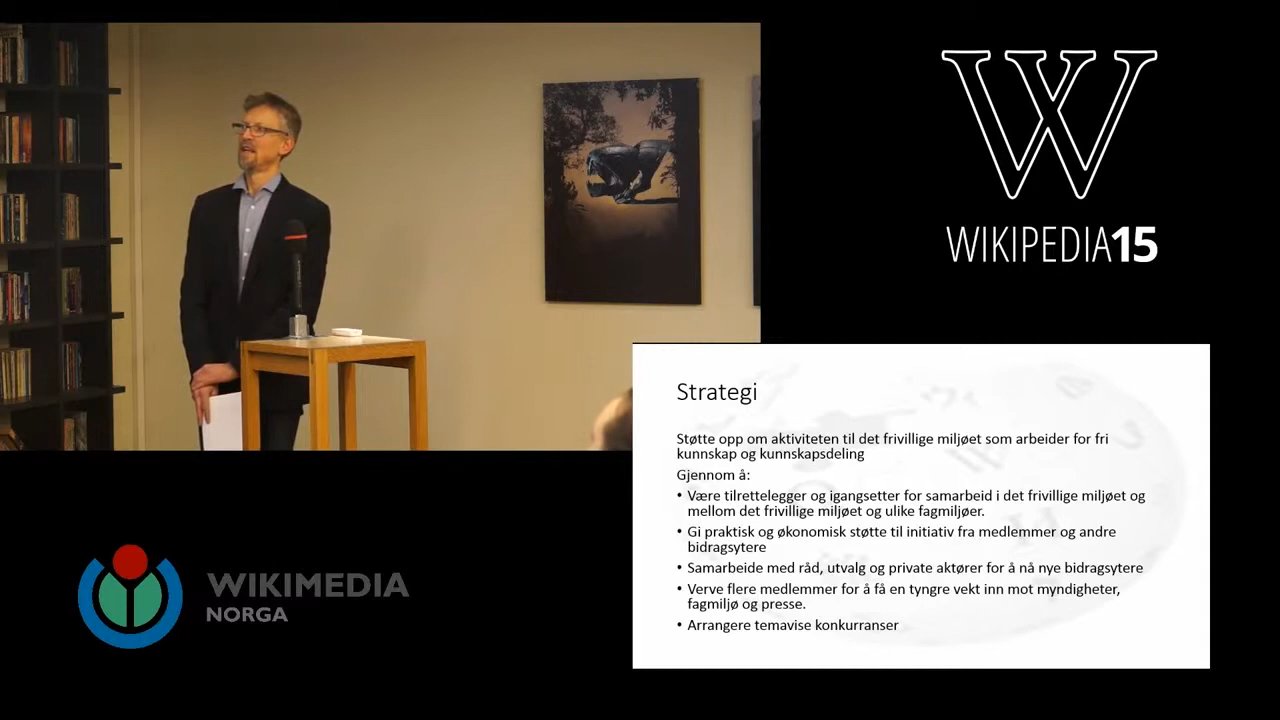 W
WIKIPEDIA15
Strategi
Støtte opp om aktiviteten til det frivillige miljøet som arbeider for fri
kunnskap og kunnskapsdeling
Gjennom å:
• Være tilrettelegger og igangsetter for samarbeid i det frivillige miljøet og
mellom det frivillige miljøet og ulike fagmiljøer.
• Gi praktisk og økonomisk støtte til initiativ fra medlemmer og andre
bidragsytere
• Samarbeide med råd, utvalg og private aktører for å nå nye bidragsytere
• Verve flere medlemmer for å få en tyngre vekt inn mot myndigheter,
fagmiljø og presse.
• Arrangere temavise konkurranser
WIKIMEDIA
NORGA